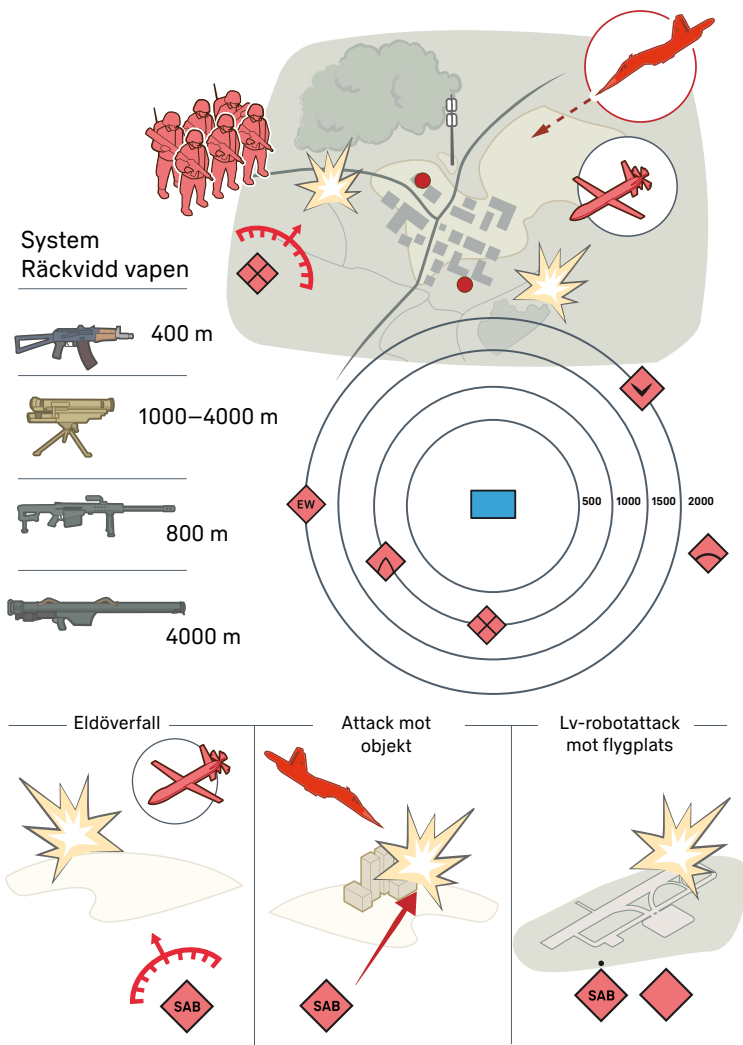 System
Räckvidd vapen
400 m
1000–4000 m
800 m
4000 m
EW
500
1000
1500
2000
Eldöverfall
Attack mot
objekt
Lv-robotattack
mot flygplats
SAB
SAB
SAB